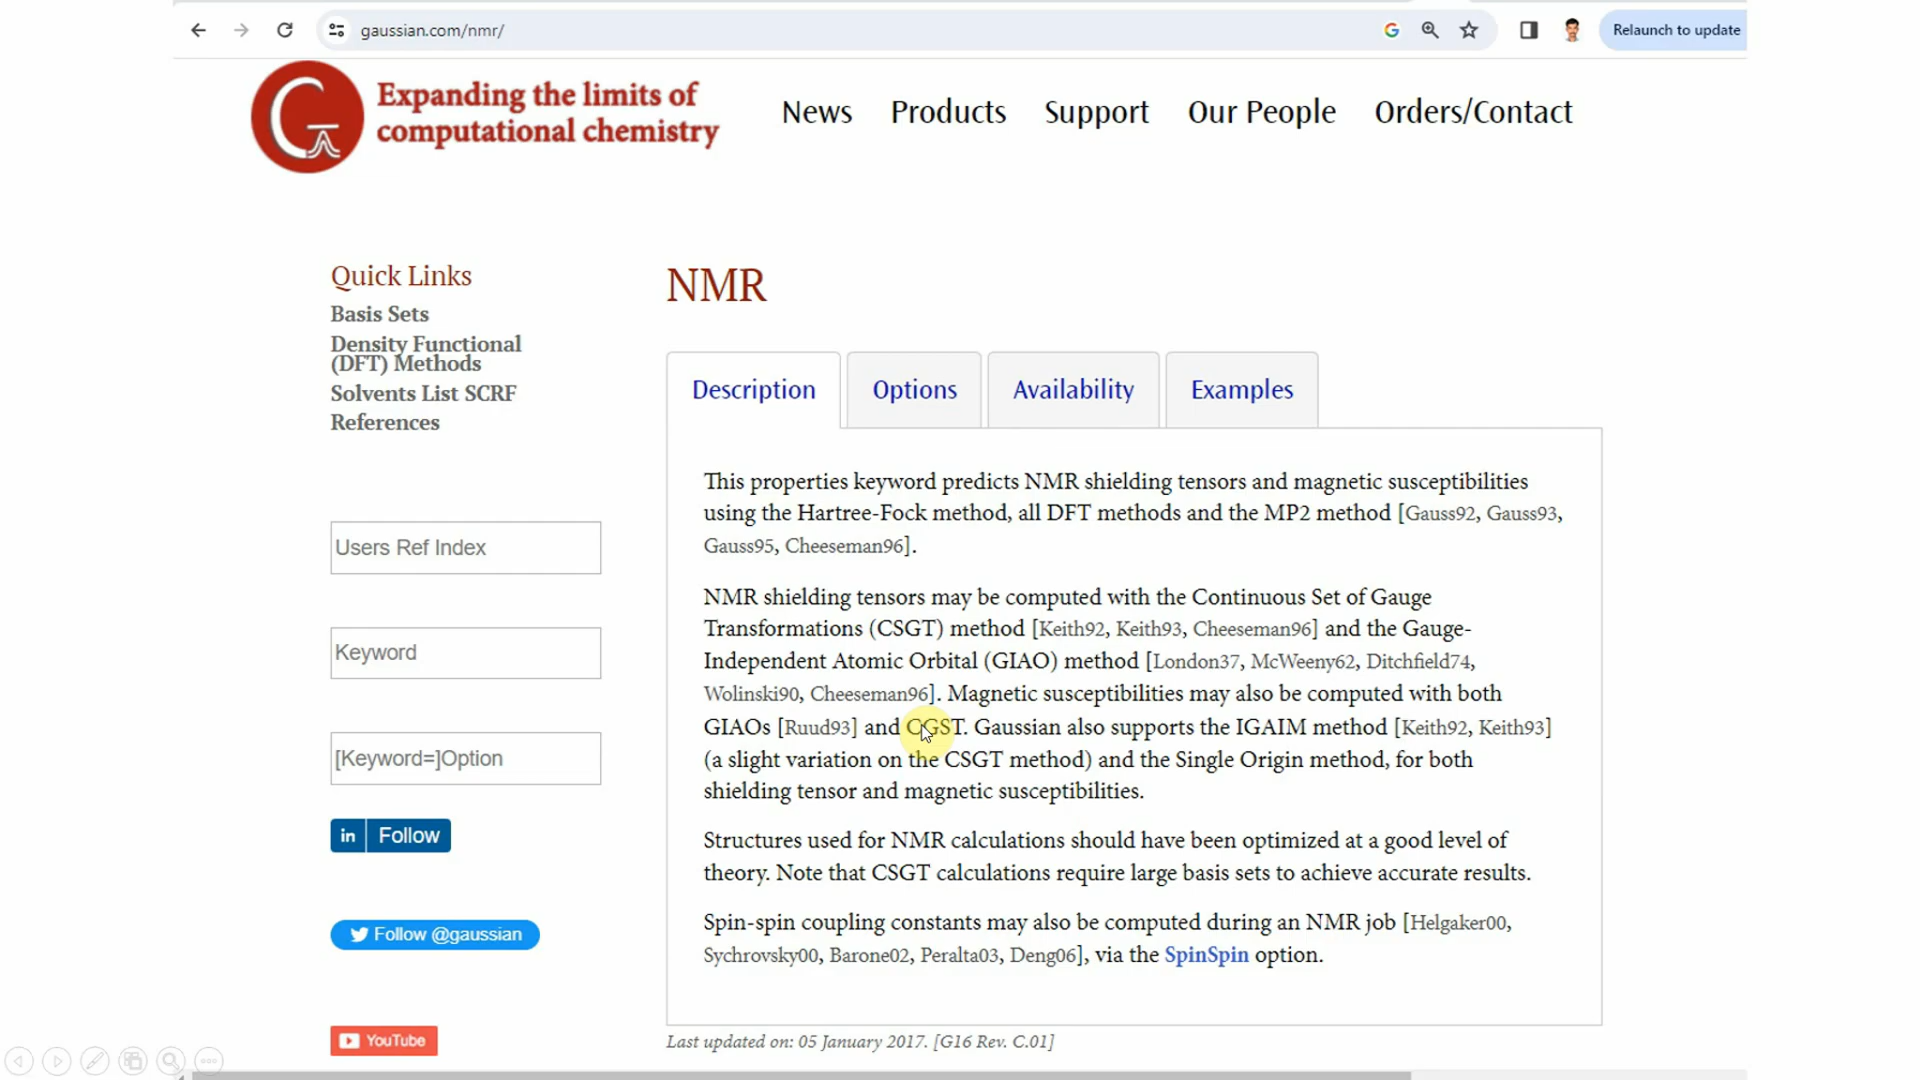 gaussian.com/nmr/
Relaunch to update
Expanding the limits of
computational chemistry
News Products Support Our People Orders/Contact
Quick Links
Basis Sets
Density Functional
(DFT) Methods
Solvents List SCRF
References
Users Ref Index
Keyword
[Keyword=]Option
in Follow
Follow @gaussian
YouTube
NMR
Description Options Availability Examples
This properties keyword predicts NMR shielding tensors and magnetic susceptibilities
using the Hartree-Fock method, all DFT methods and the MP2 method [Gauss92, Gauss93,
Gauss95, Cheeseman96].
NMR shielding tensors may be computed with the Continuous Set of Gauge
Transformations (CSGT) method [Keith92, Keith93, Cheeseman96] and the Gauge-
Independent Atomic Orbital (GIAO) method [London37, McWeeny62, Ditchfield74,
Wolinski90, Cheeseman96]. Magnetic susceptibilities may also be computed with both
GIAOs [Ruud93] and CGST. Gaussian also supports the IGAIM method [Keith92, Keith93]
(a slight variation on the CSGT method) and the Single Origin method, for both
shielding tensor and magnetic susceptibilities.
Structures used for NMR calculations should have been optimized at a good level of
theory. Note that CSGT calculations require large basis sets to achieve accurate results.
Spin-spin coupling constants may also be computed during an NMR job [Helgaker00,
Sychrovsky00, Barone02, Peralta03, Deng06], via the SpinSpin option.
Last updated on: 05 January 2017. [G16 Rev. C.01]